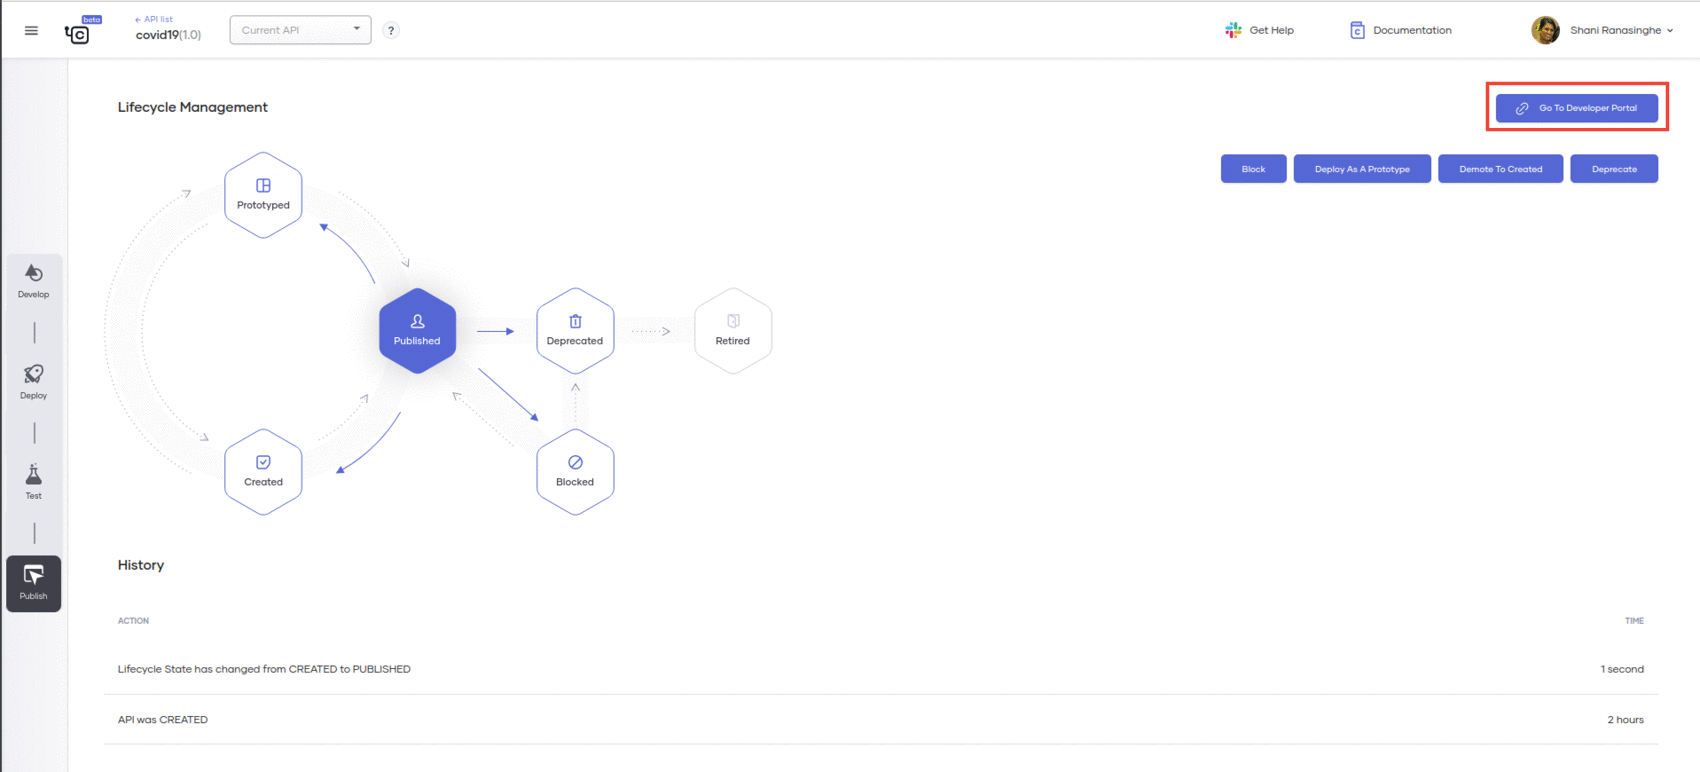 beta
← API list
covid19(1.0)
Current API
?
Get Help
Documentation
Shani Ranasinghe
Lifecycle Management
Go To Developer Portal
Block
Deploy As A Prototype
Demote To Created
Deprecate
Prototyped
Published
Deprecated
Retired
Created
Blocked
Develop
Deploy
Test
Publish
History
ACTION
TIME
Lifecycle State has changed from CREATED to PUBLISHED
1 second
API was CREATED
2 hours